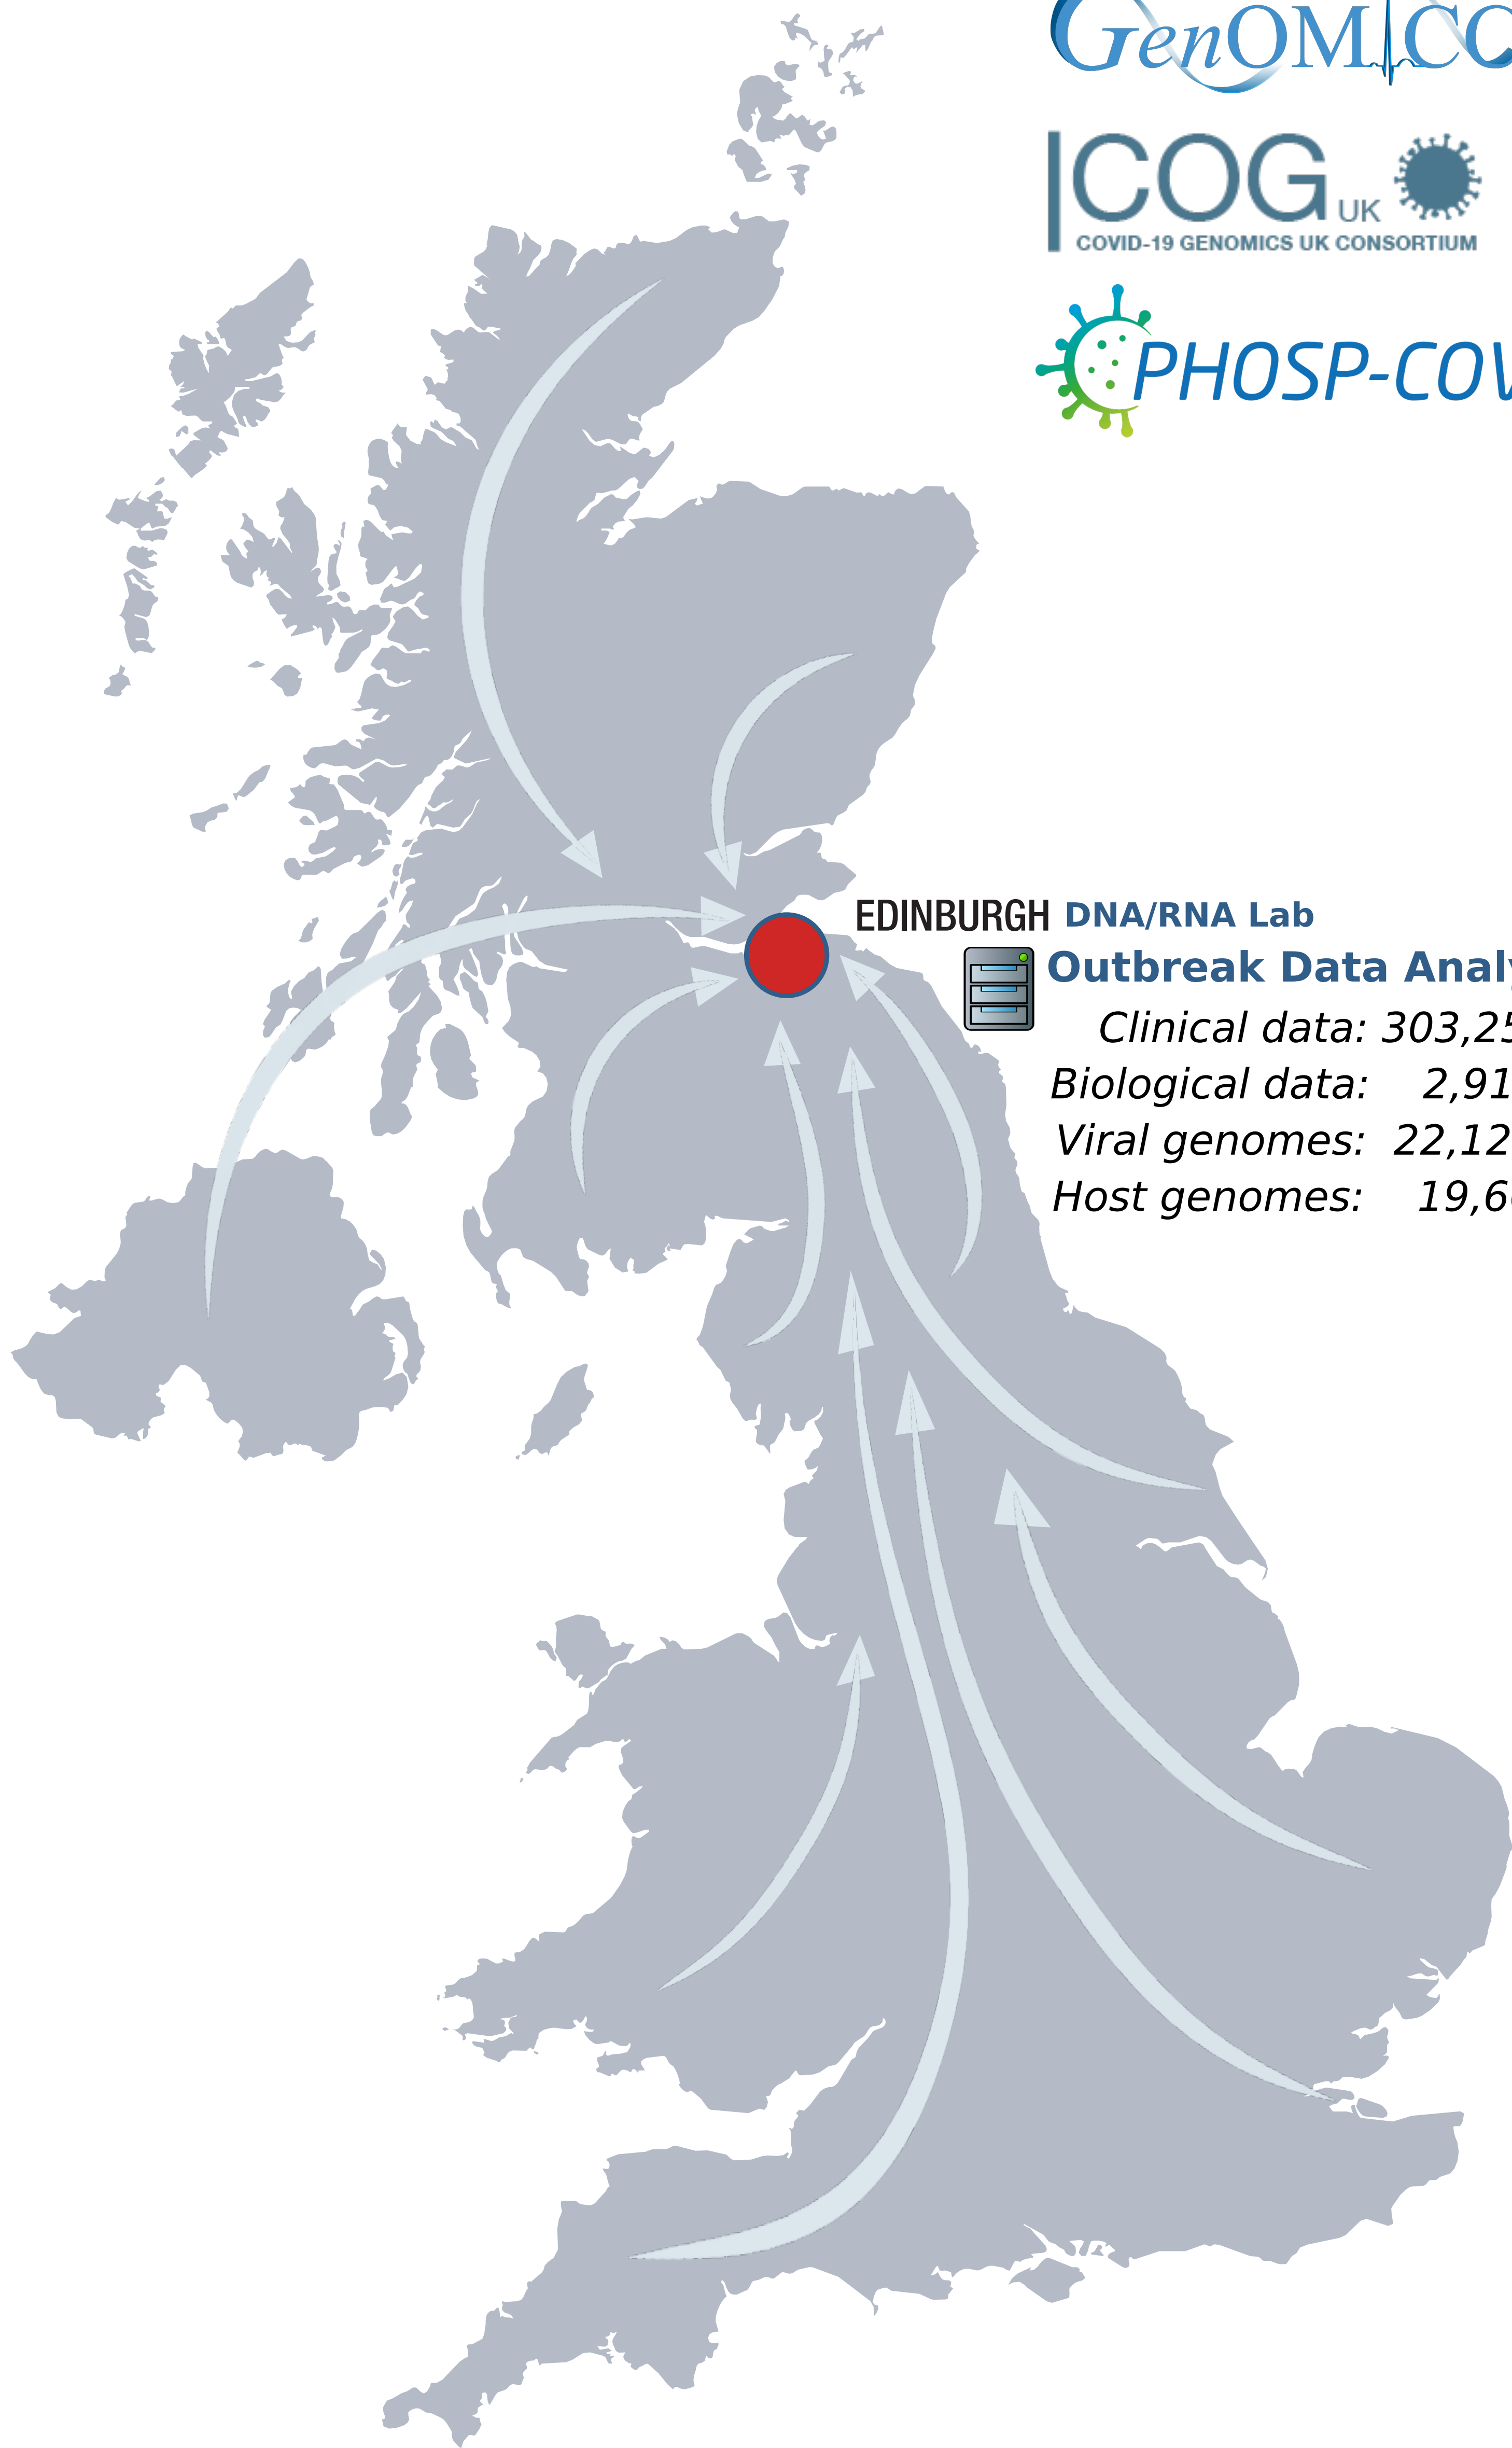 GenOMICC
COG UK
COVID-19 GENOMICS UK CONSORTIUM
PHOSP-COV
EDINBURGH DNA/RNA Lab
Outbreak Data Analy
Clinical data: 303,25
Biological data: 2,91
Viral genomes: 22,12
Host genomes: 19,6